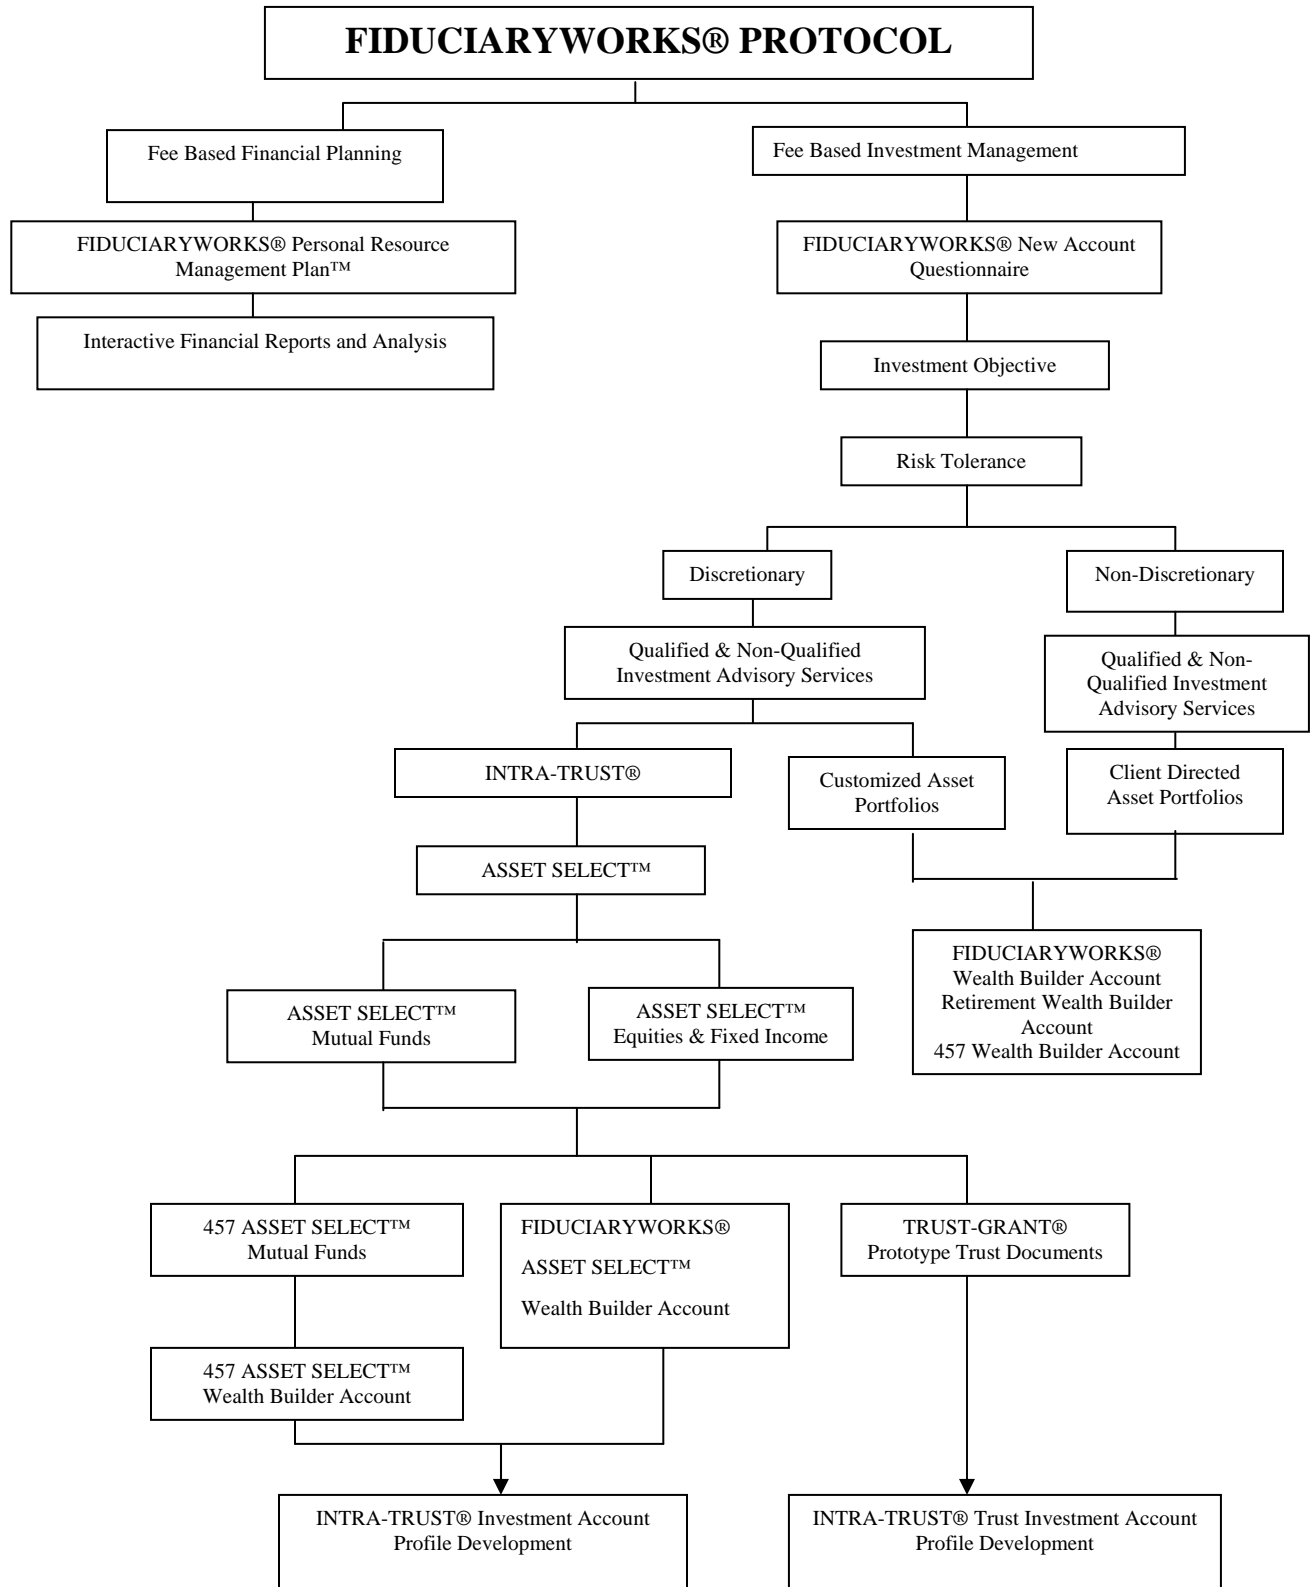 FIDUCIARYWORKS® PROTOCOL
Fee Based Financial Planning
Fee Based Investment Management
FIDUCIARYWORKS® Personal Resource
Management Plan™
FIDUCIARYWORKS® New Account
Questionnaire
Interactive Financial Reports and Analysis
Investment Objective
Risk Tolerance
Discretionary
Non-Discretionary
Qualified & Non-Qualified
Investment Advisory Services
Qualified & Non-
Qualified Investment
Advisory Services
INTRA-TRUST®
Customized Asset
Portfolios
Client Directed
Asset Portfolios
ASSET SELECT™
FIDUCIARYWORKS®
Wealth Builder Account
Retirement Wealth Builder
Account
457 Wealth Builder Account
ASSET SELECT™
Mutual Funds
ASSET SELECT™
Equities & Fixed Income
457 ASSET SELECT™
Mutual Funds
FIDUCIARYWORKS®
ASSET SELECT™
Wealth Builder Account
TRUST-GRANT®
Prototype Trust Documents
457 ASSET SELECT™
Wealth Builder Account
INTRA-TRUST® Investment Account
Profile Development
INTRA-TRUST® Trust Investment Account
Profile Development